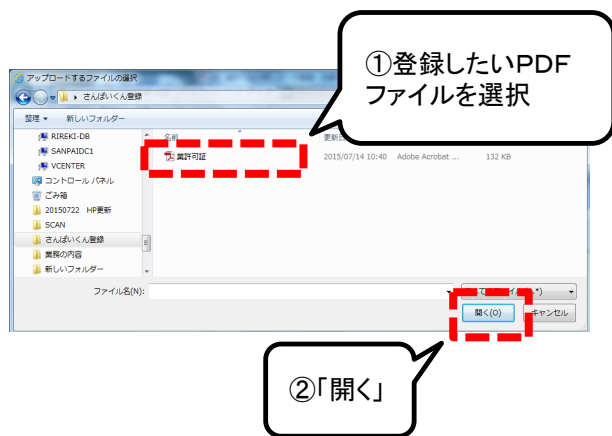 ①登録したいPDF
ファイルを選択
アップロードするファイルの選択
さんぱいくん登録
整理 新しいフォルダー
名前
RIREKI-DB
SANPAIDC1
VCENTER
コントロール パネル
ごみ箱
20150722 HP更新
SCAN
さんぱいくん登録
業務の内容
新しいフォルダー
業許可証 2015/07/14 10:40 Adobe Acrobat ... 132 KB
ファイル名(N):
開く(O) キャンセル
②「開く」